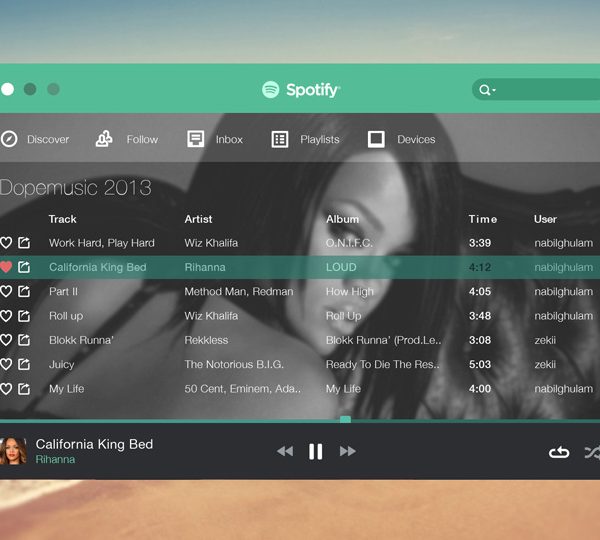 Spotify®
Discover Follow Inbox Playlists Devices
Dopemusic 2013
Track Artist Album Time User
Work Hard, Play Hard Wiz Khalifa O.N.I.F.C. 3:39 nabilghulam
California King Bed Rihanna LOUD 4:12 nabilghulam
Part II Method Man, Redman How High 4:05 nabilghulam
Roll up Wiz Khalifa Roll Up 3:48 nabilghulam
Blokk Runna' Rekkless Blokk Runna' (Prod.Le.. 3:08 zekii
Juicy The Notorious B.I.G. Ready To Die The Res.. 5:03 zekii
My Life 50 Cent, Eminem, Ada.. My Life 4:00 nabilghulam
California King Bed
Rihanna